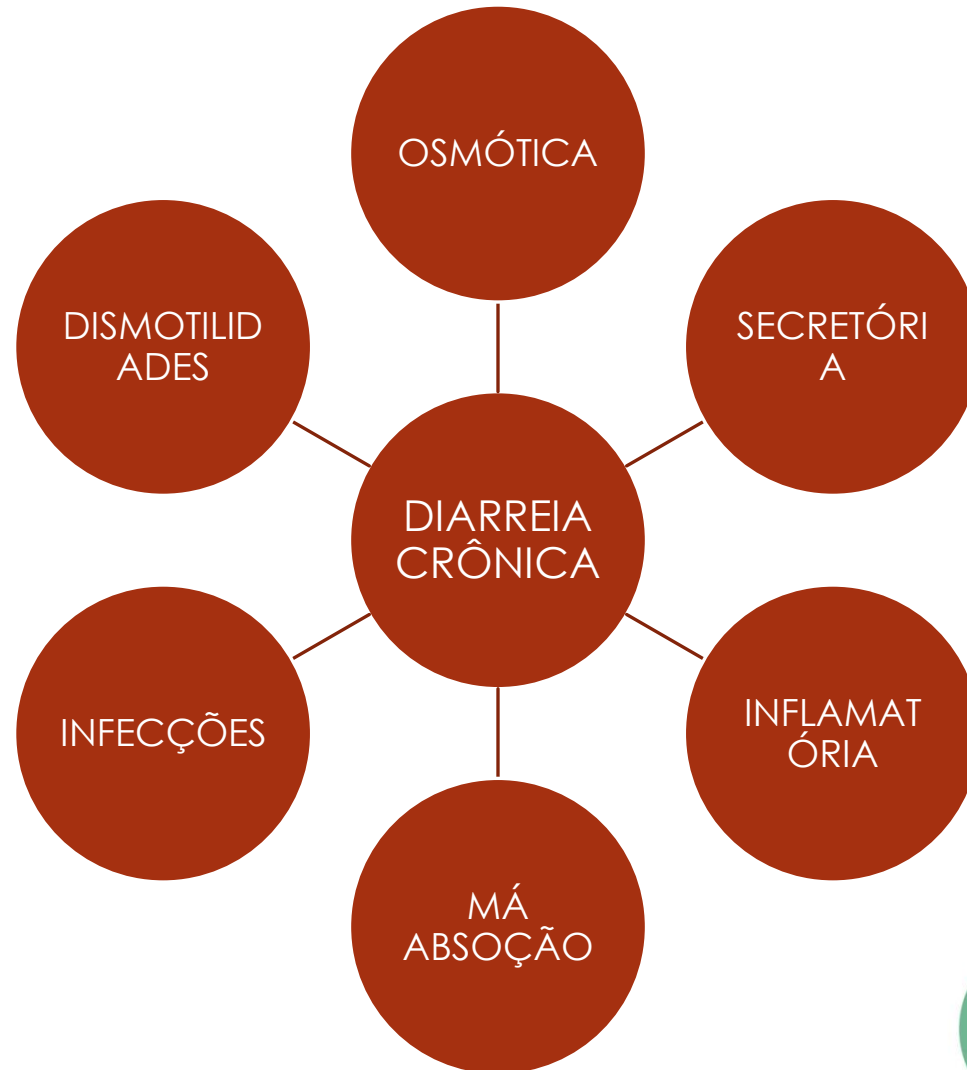 OSMÓTICA
DISMOTILID
ADES
SECRETÓRI
A
DIARREIA
CRÔNICA
INFECÇÕES
INFLAMAT
ÓRIA
MÁ
ABSOÇÃO